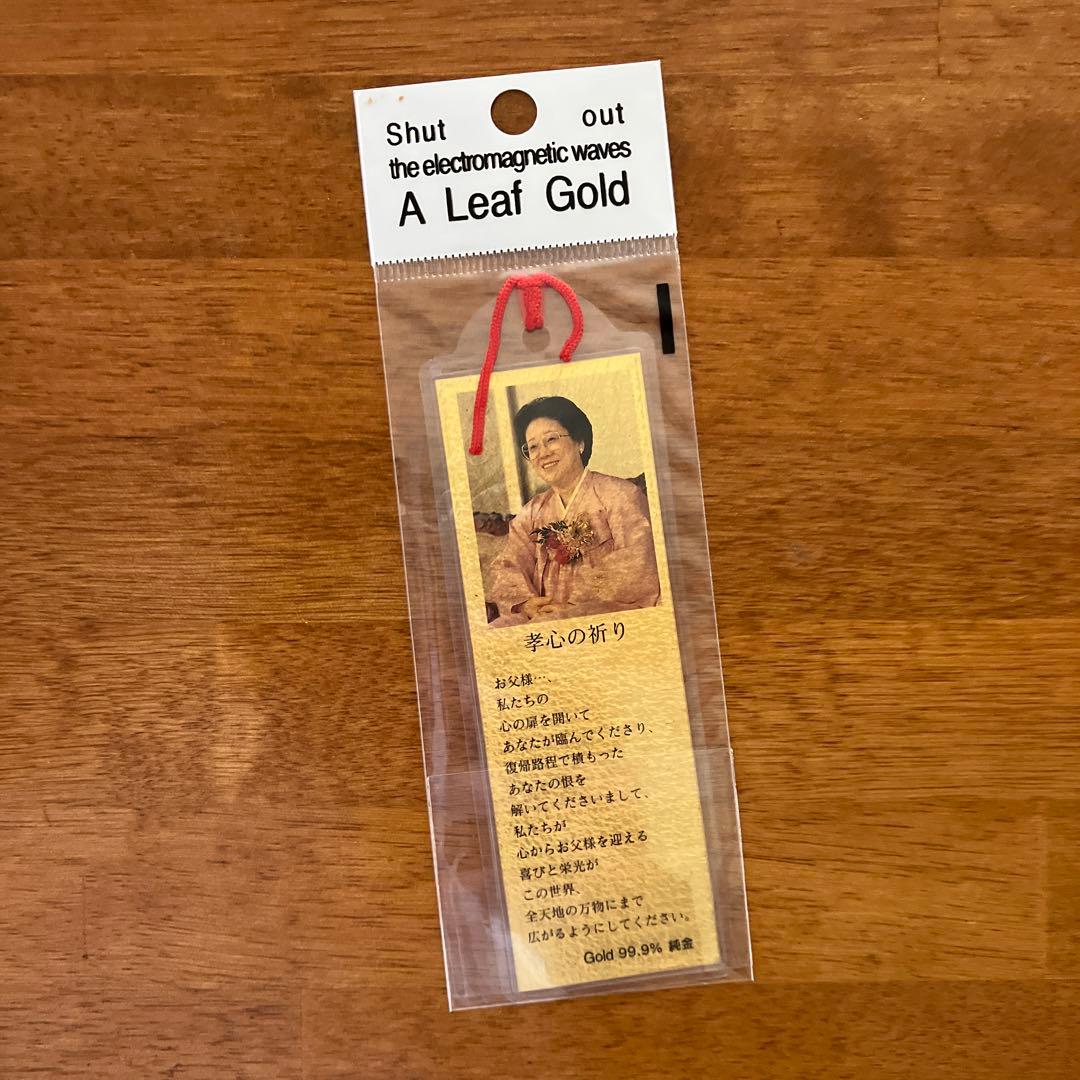 Shut out
the electromagnetic waves
A Leaf Gold
孝心の祈り
お父様…、
私たちの
心の扉を開いて
あなたが臨んでくださり、
復帰路程で積もった
あなたの恨を
解いてくださいまして、
私たちが
心からお父様を迎える
喜びと栄光が
この世界、
全天地の万物にまで
広がるようにしてください。
Gold 99.9% 純金